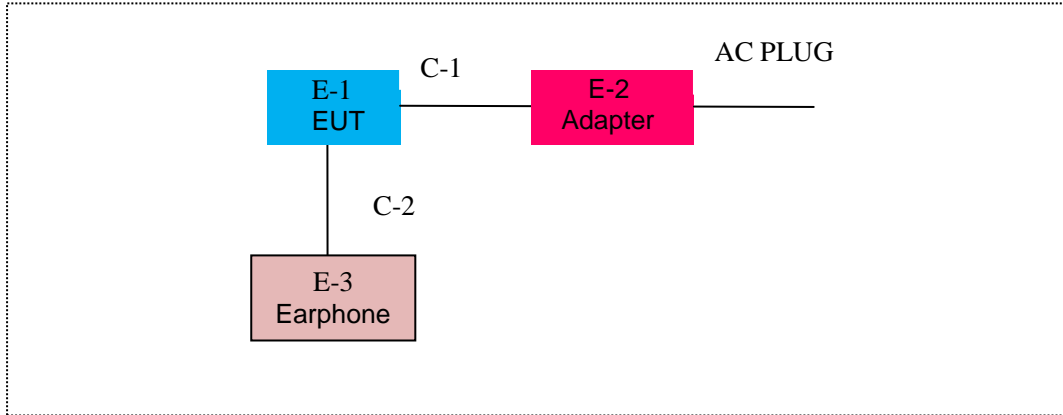 AC PLUG
C-1
E-1
EUT
E-2
Adapter
C-2
E-3
Earphone